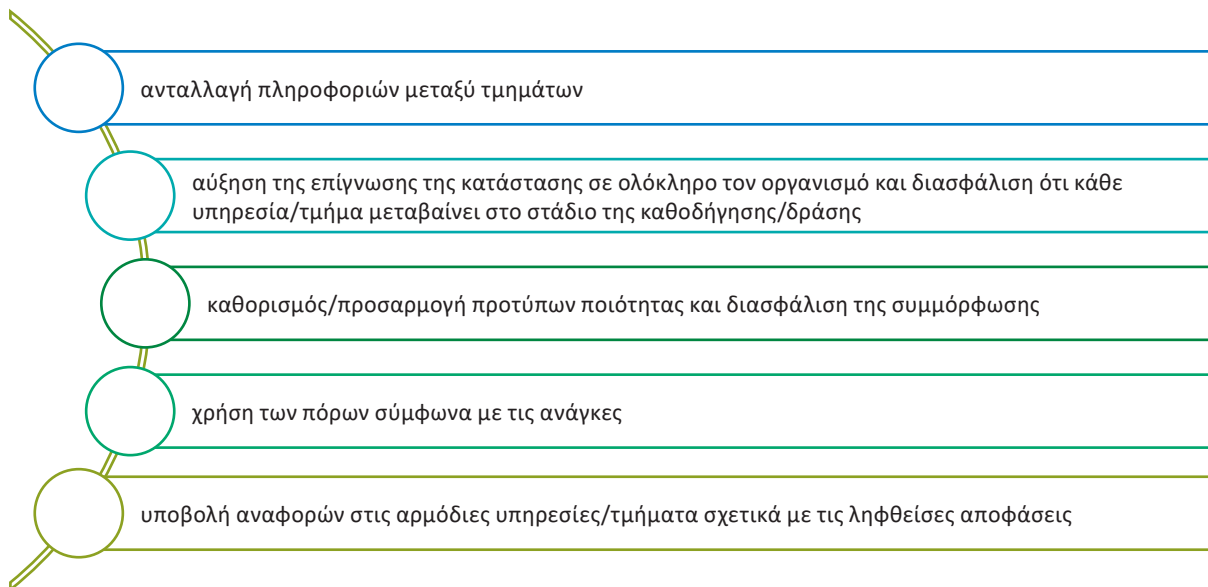 ανταλλαγή πληροφοριών μεταξύ τμημάτων
αύξηση της επίγνωσης της κατάστασης σε ολόκληρο τον οργανισμό και διασφάλιση ότι κάθε
υπηρεσία/τμήμα μεταβαίνει στο στάδιο της καθοδήγησης/δράσης
καθορισμός/προσαρμογή προτύπων ποιότητας και διασφάλιση της συμμόρφωσης
χρήση των πόρων σύμφωνα με τις ανάγκες
υποβολή αναφορών στις αρμόδιες υπηρεσίες/τμήματα σχετικά με τις ληφθείσες αποφάσεις